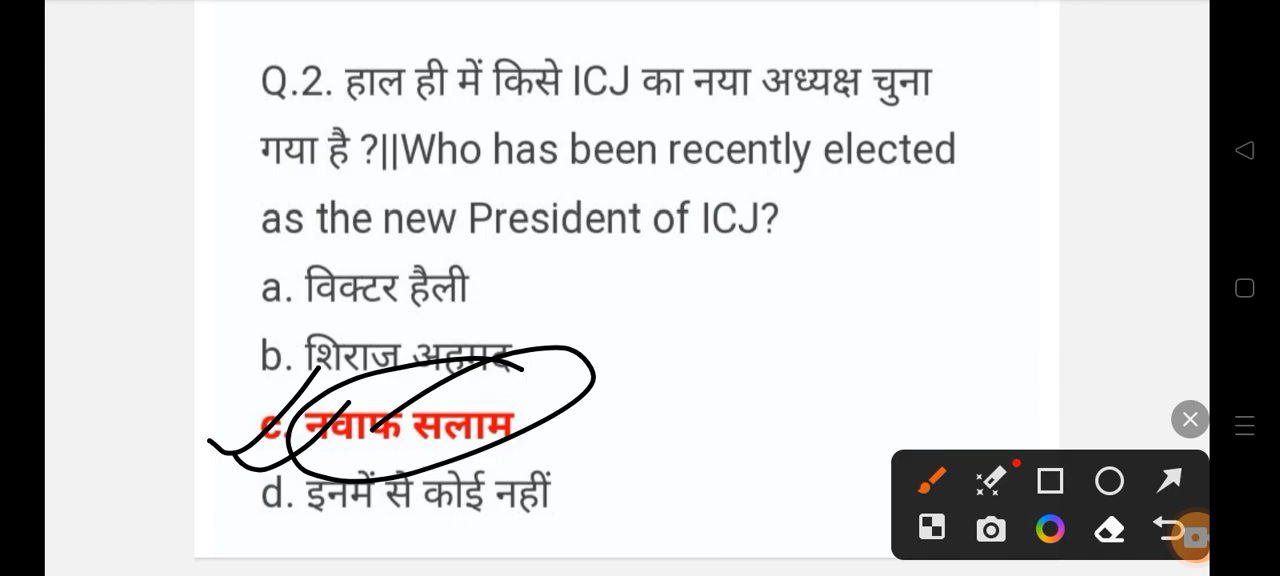 Q.2. हाल ही में किसे ICJ का नया अध्यक्ष चुना
गया है ?||Who has been recently elected
as the new President of ICJ?
a. विक्टर हैली
b. शिराज अहमद
c. नवाफ सलाम
d. इनमें से कोई नहीं